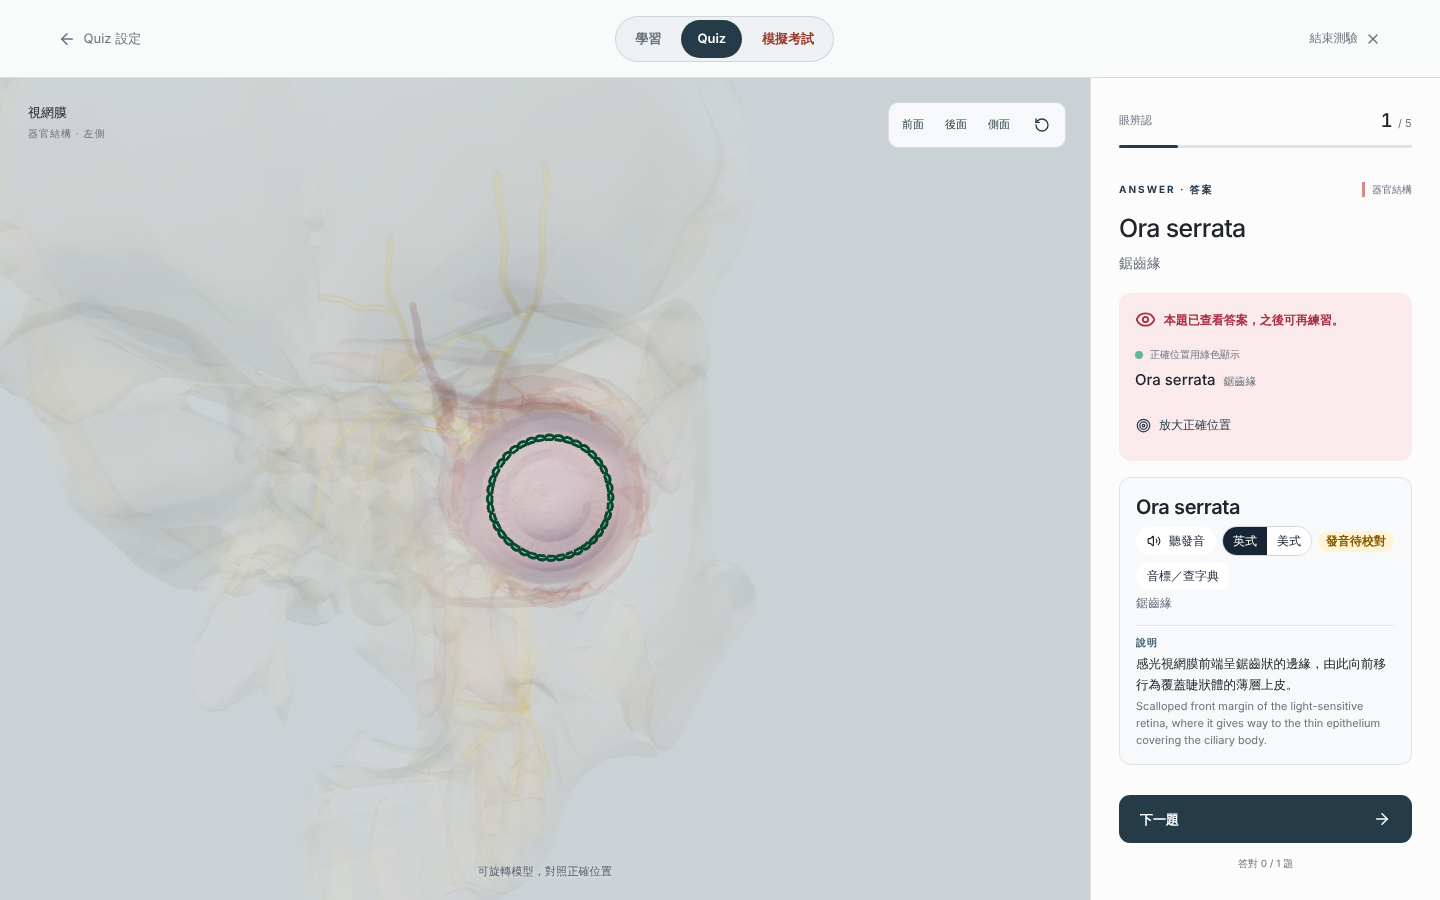 Quiz 設定
學習
Quiz
模擬考試
結束測驗
視網膜
器官結構 · 左側
前面
後面
側面
眼辨認
1 / 5
ANSWER · 答案
器官結構
Ora serrata
鋸齒緣
本題已查看答案，之後可再練習。
正確位置用綠色顯示
Ora serrata 鋸齒緣
放大正確位置
Ora serrata
聽發音
英式
美式
發音待校對
音標／查字典
鋸齒緣
說明
感光視網膜前端呈鋸齒狀的邊緣，由此向前移
行為覆蓋睫狀體的薄層上皮。
Scalloped front margin of the light-sensitive
retina, where it gives way to the thin epithelium
covering the ciliary body.
下一題
答對 0 / 1 題
可旋轉模型，對照正確位置